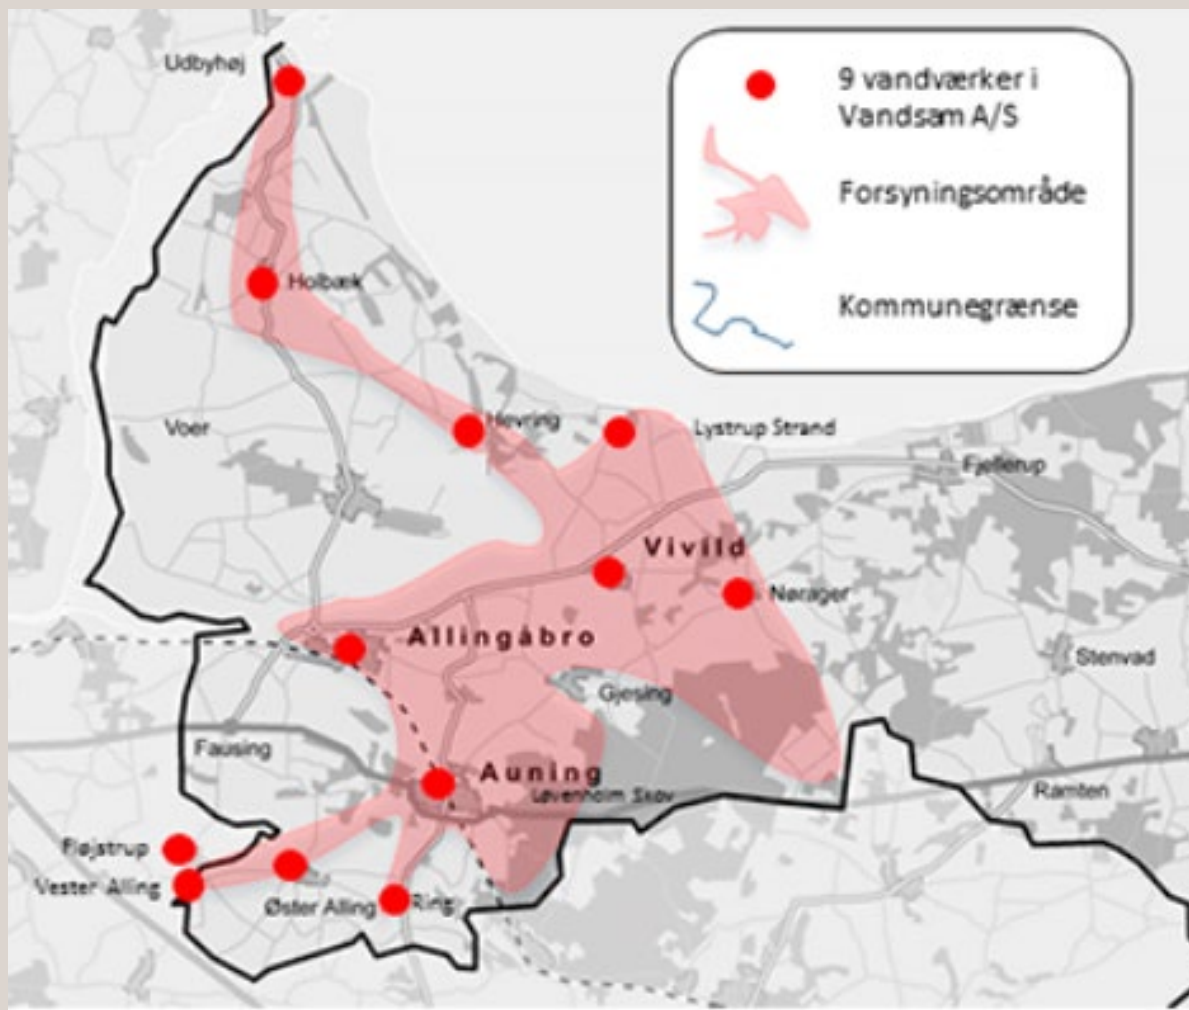 Udbyhøj
9 vandværker i
Vandsam A/S
Forsyningsområde
Kommunegrænse
Holbæk
Hevring
Lystrup Strand
Voer
Fjellerup
Vivild
Nørager
Allingåbro
Stenvad
Gjesing
Fausing
Auning
Løvenholm Skov
Ramten
Fløjstrup
Vester Alling
Øster Alling
Ring